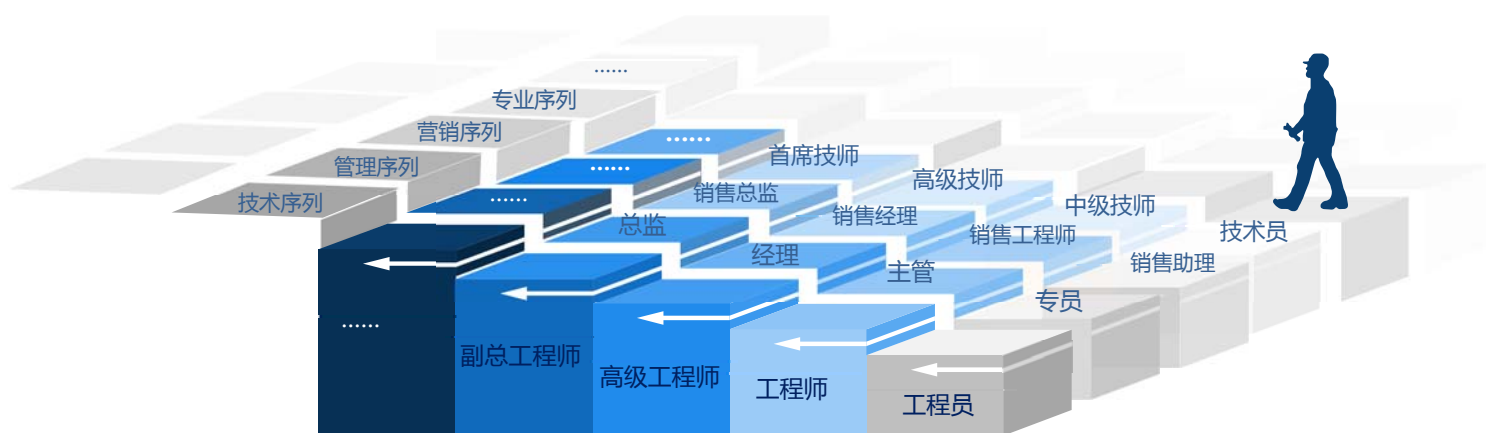 ……
专业序列
营销序列
……
首席技师
管理序列
……
高级技师
技术序列
……
销售总监
中级技师
总监
销售经理
技术员
经理
销售工程师
主管
销售助理
专员
……
副总工程师
高级工程师
工程师
工程员